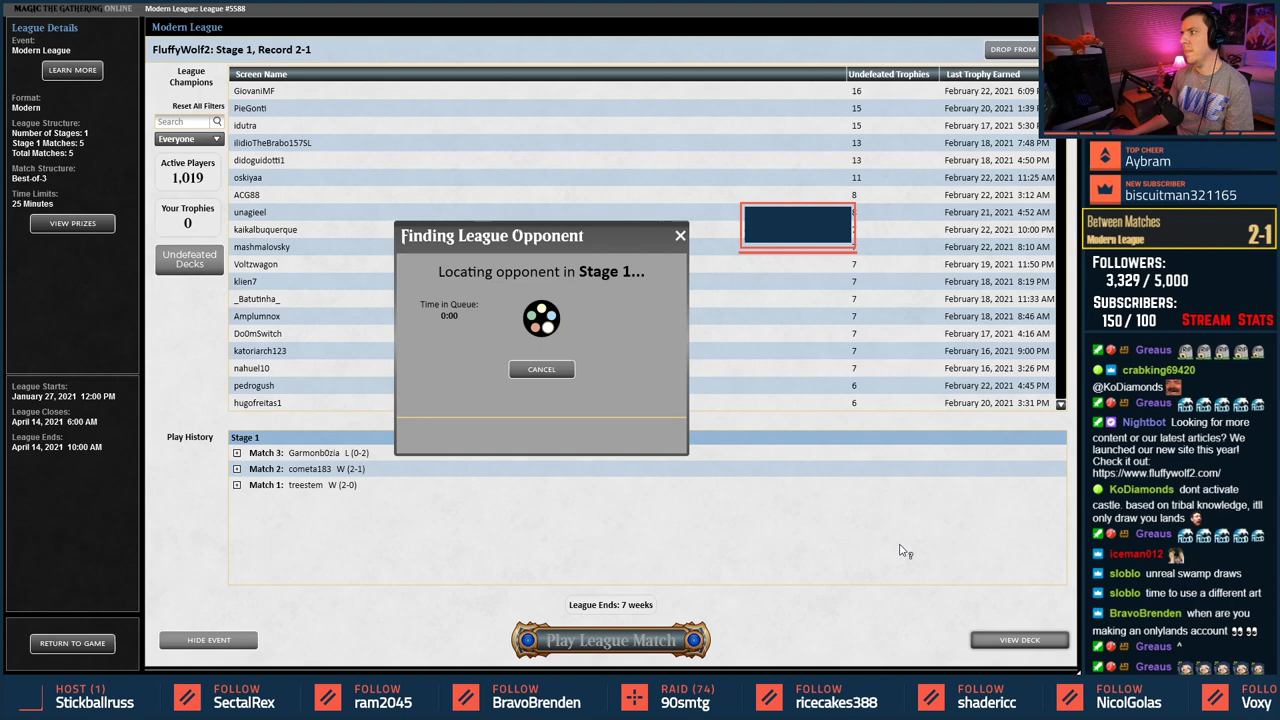 MAGIC THE GATHERING ONLINE
Modern League: League #5588
League Details
Event:
Modern League
LEARN MORE
Format:
Modern
League Structure:
Number of Stages: 1
Stage 1 Matches: 5
Total Matches: 5
Match Structure:
Best-of-3
Time Limits:
25 Minutes
VIEW PRIZES
League Starts:
January 27, 2021 12:00 PM
League Closes:
April 14, 2021 6:00 AM
League Ends:
April 14, 2021 10:00 AM
RETURN TO GAME
Modern League
FluffyWolf2: Stage 1, Record 2-1
DROP FROM
League
Champions
Reset All Filters
Search
Everyone
Active Players
1,019
Your Trophies
0
Undefeated
Decks
Screen Name Undefeated Trophies Last Trophy Earned
GiovaniMF 16 February 22, 2021 6:09 P
PieGonti 15 February 20, 2021 1:39
idutra 15 February 17, 2021 5:30
ilidioTheBrabo157SL 13 February 18, 2021 7:48 PM
didoguidotti1 13 February 18, 2021 4:50 PM
oskiyaa 11 February 22, 2021 11:25 AM
ACG88 8 February 22, 2021 3:12 AM
unagieel February 21, 2021 4:52 AM
kaikalbuquerque February 22, 2021 10:00 PM
mashmalovsky February 22, 2021 8:10 AM
Voltzwagon 7 February 19, 2021 11:50 PM
klien7 7 February 18, 2021 8:19 PM
_Batutinha_ 7 February 18, 2021 11:33 AM
Amplumnox 7 February 18, 2021 8:46 AM
Do0mSwitch 7 February 17, 2021 4:16 AM
katoriarch123 7 February 16, 2021 9:00 PM
nahuel10 7 February 16, 2021 3:26 PM
pedrogush 6 February 22, 2021 4:45 PM
hugofreitas1 6 February 20, 2021 3:31 PM
Finding League Opponent
Locating opponent in Stage 1...
Time in Queue:
0:00
CANCEL
Play History
Stage 1
Match 3: Garmonb0zia L (0-2)
Match 2: cometa183 W (2-1)
Match 1: treestem W (2-0)
League Ends: 7 weeks
HIDE EVENT
Play League Match
VIEW DECK
TOP CHEER
Aybram
NEW SUBSCRIBER
biscuitman321165
Between Matches
Modern League
2-1
FOLLOWERS:
3,329 / 5,000
SUBSCRIBERS:
150 / 100 STREAM STATS
Greaus
crabking69420
@KoDiamonds
Greaus
Nightbot Looking for more
content or our latest articles? We
launched our new site this year!
Check it out:
https://www.fluffywolf2.com/
KoDiamonds dont activate
castle. based on tribal knowledge, itll
only draw you lands
Greaus
iceman012
sloblo unreal swamp draws
sloblo time to use a different art
BravoBrenden when are you
making an onlylands account
Greaus ^
Greaus
HOST (1)
Stickballruss
FOLLOW
SectalRex
FOLLOW
ram2045
FOLLOW
BravoBrenden
RAID (74)
90smtg
FOLLOW
ricecakes388
FOLLOW
shadericc
FOLLOW
NicolGolas
FOLLO
Voxy